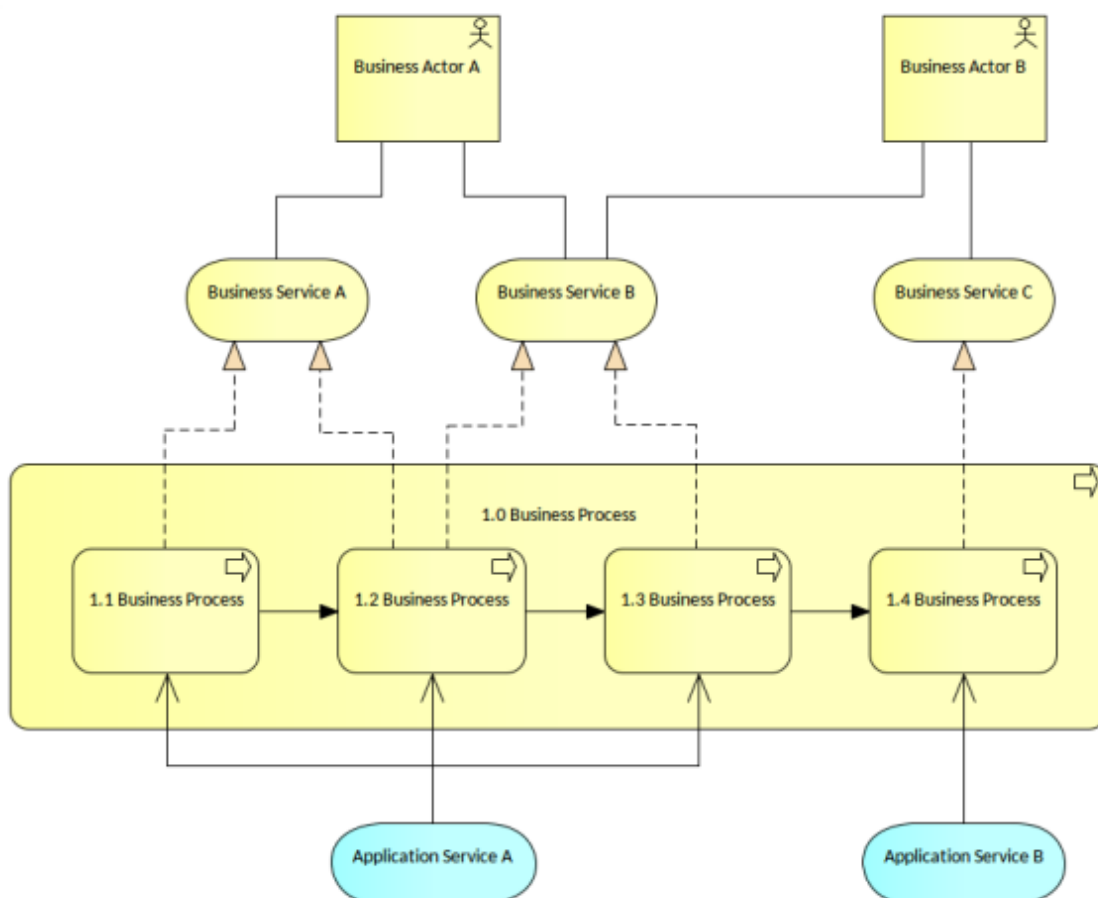 Business Actor A
Business Actor B
Business Service A
Business Service B
Business Service C
1.0 Business Process
1.1 Business Process
1.2 Business Process
1.3 Business Process
1.4 Business Process
Application Service A
Application Service B